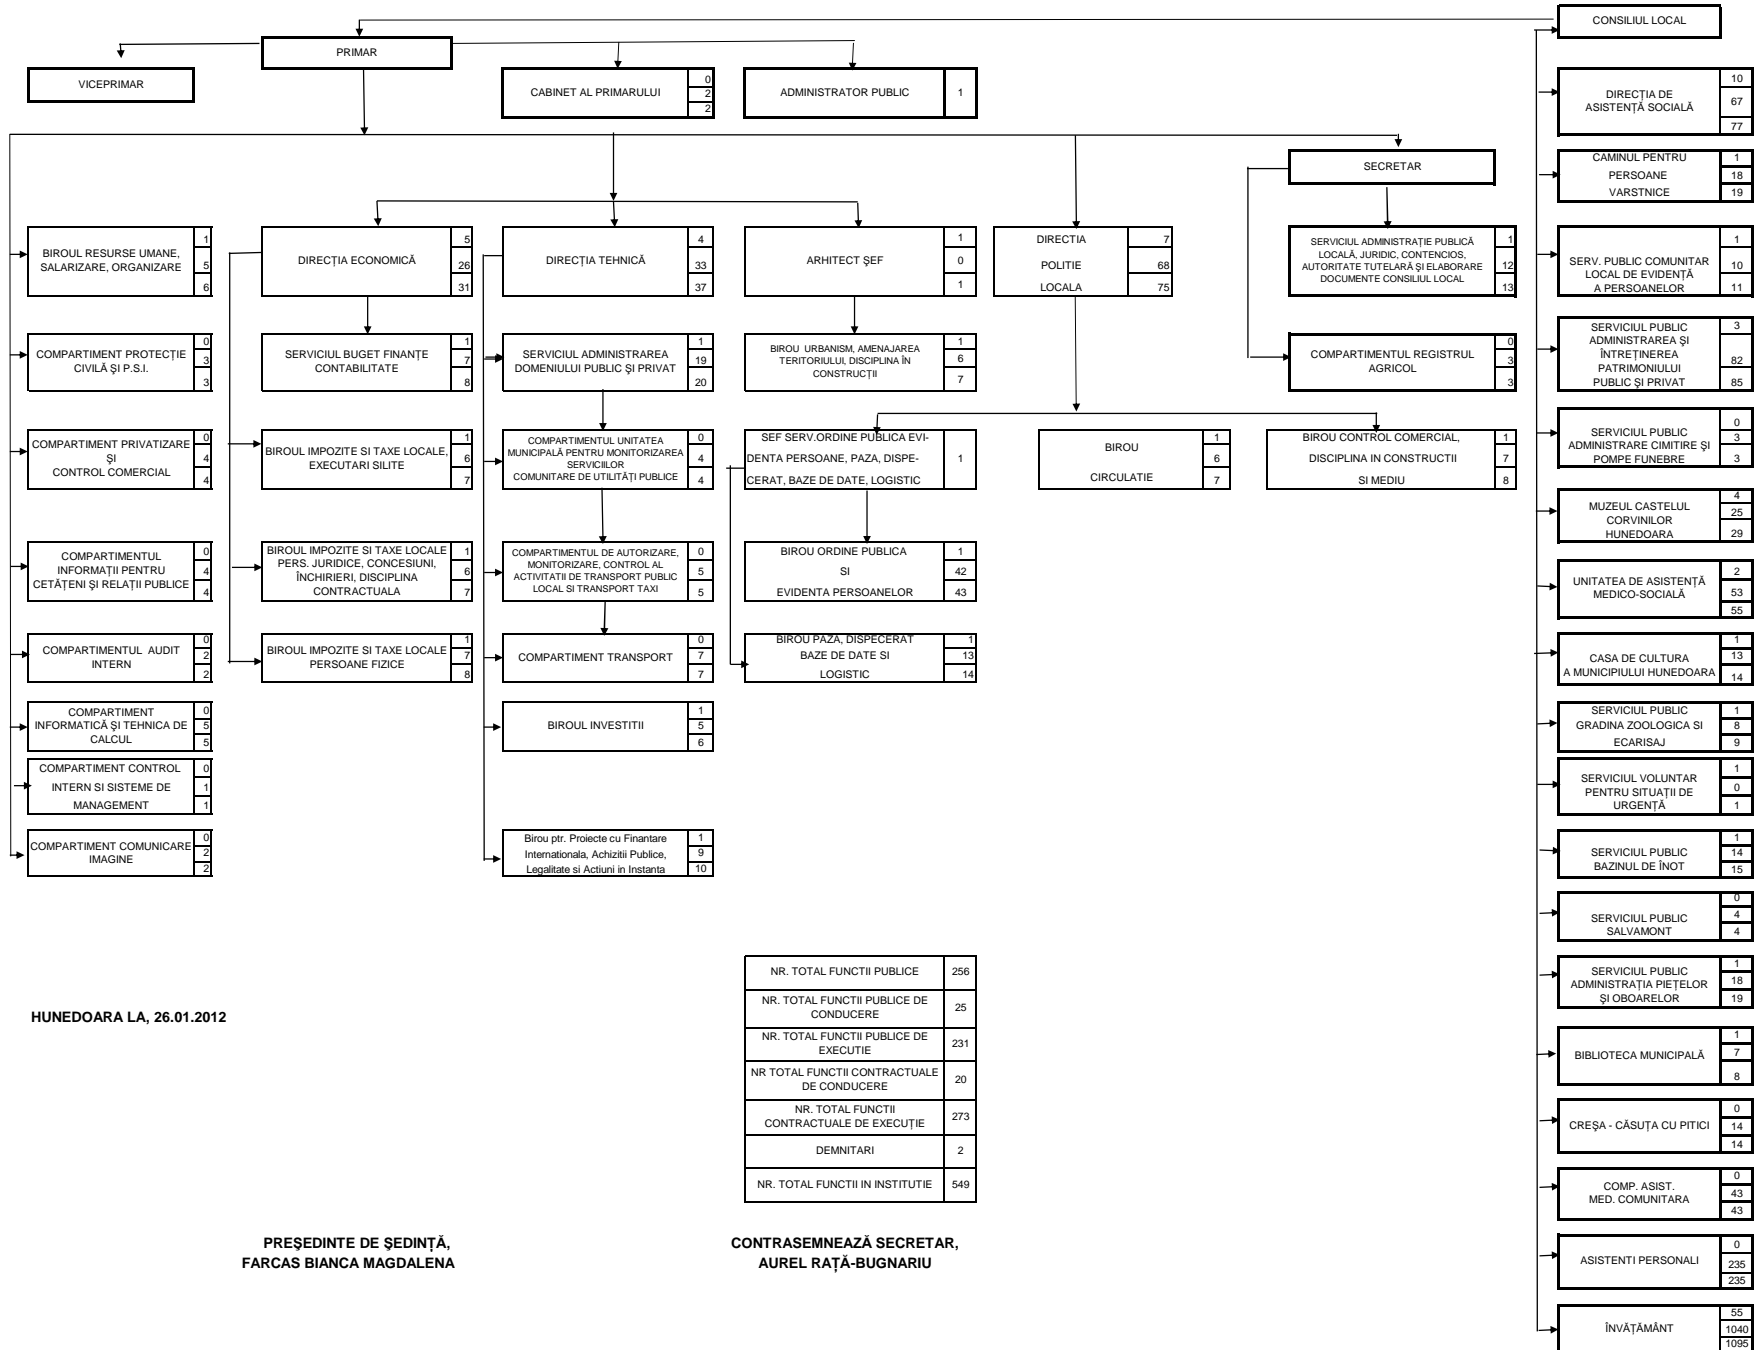 CONSILIUL LOCAL
PRIMAR
VICEPRIMAR
CABINET AL PRIMARULUI
0
2
2
ADMINISTRATOR PUBLIC 1
SECRETAR
BIROUL RESURSE UMANE,
SALARIZARE, ORGANIZARE
1
5
6
DIRECȚIA ECONOMICĂ
5
26
31
DIRECȚIA TEHNICĂ
4
33
37
ARHITECT ŞEF
1
0
1
DIRECTIA 7
POLITIE 68
LOCALA 75
SERVICIUL ADMINISTRAȚIE PUBLICĂ
LOCALĂ, JURIDIC, CONTENCIOS,
AUTORITATE TUTELARĂ ŞI ELABORARE
DOCUMENTE CONSILIUL LOCAL
1
12
13
COMPARTIMENT PROTECȚIE
CIVILĂ ŞI P.S.I.
0
3
3
SERVICIUL BUGET FINANȚE
CONTABILITATE
1
7
8
SERVICIUL ADMINISTRAREA
DOMENIULUI PUBLIC ŞI PRIVAT
1
19
20
BIROU URBANISM, AMENAJAREA
TERITORIULUI, DISCIPLINA ÎN
CONSTRUCȚII
1
6
7
COMPARTIMENTUL REGISTRUL
AGRICOL
0
3
3
COMPARTIMENT PRIVATIZARE
ŞI
CONTROL COMERCIAL
0
4
4
BIROUL IMPOZITE SI TAXE LOCALE,
EXECUTARI SILITE
1
6
7
COMPARTIMENTUL UNITATEA
MUNICIPALĂ PENTRU MONITORIZAREA
SERVICIILOR
COMUNITARE DE UTILITĂȚI PUBLICE
0
4
4
SEF SERV.ORDINE PUBLICA EVI-
DENTA PERSOANE, PAZA, DISPE-
CERAT, BAZE DE DATE, LOGISTIC
1
BIROU
CIRCULATIE
1
6
7
BIROU CONTROL COMERCIAL,
DISCIPLINA IN CONSTRUCTII
SI MEDIU
1
7
8
COMPARTIMENTUL
INFORMAȚII PENTRU
CETĂȚENI ŞI RELAȚII PUBLICE
0
4
4
BIROUL IMPOZITE SI TAXE LOCALE
PERS. JURIDICE, CONCESIUNI,
ÎNCHIRIERI, DISCIPLINA
CONTRACTUALA
1
6
7
COMPARTIMENTUL DE AUTORIZARE,
MONITORIZARE, CONTROL AL
ACTIVITATII DE TRANSPORT PUBLIC
LOCAL SI TRANSPORT TAXI
0
5
5
BIROU ORDINE PUBLICA
SI
EVIDENTA PERSOANELOR
1
42
43
COMPARTIMENTUL AUDIT
INTERN
0
2
2
BIROUL IMPOZITE SI TAXE LOCALE
PERSOANE FIZICE
1
7
8
COMPARTIMENT TRANSPORT
0
7
7
BIROU PAZA, DISPECERAT
BAZE DE DATE SI
LOGISTIC
1
13
14
COMPARTIMENT
INFORMATICĂ ŞI TEHNICA DE
CALCUL
0
5
5
BIROUL INVESTITII
1
5
6
COMPARTIMENT CONTROL
INTERN SI SISTEME DE
MANAGEMENT
0
1
1
COMPARTIMENT COMUNICARE
IMAGINE
0
2
2
Birou ptr. Proiecte cu Finantare
Internationala, Achizitii Publice,
Legalitate si Actiuni in Instanta
1
9
10
DIRECȚIA DE
ASISTENȚĂ SOCIALĂ
10
67
77
CAMINUL PENTRU
PERSOANE
VARSTNICE
1
18
19
SERV. PUBLIC COMUNITAR
LOCAL DE EVIDENȚĂ
A PERSOANELOR
1
10
11
SERVICIUL PUBLIC
ADMINISTRAREA ŞI
ÎNTREȚINEREA
PATRIMONIULUI
PUBLIC ŞI PRIVAT
3
82
85
SERVICIUL PUBLIC
ADMINISTRARE CIMITIRE ŞI
POMPE FUNEBRE
0
3
3
MUZEUL CASTELUL
CORVINILOR
HUNEDOARA
4
25
29
UNITATEA DE ASISTENȚĂ
MEDICO-SOCIALĂ
2
53
55
CASA DE CULTURA
A MUNICIPIULUI HUNEDOARA
1
13
14
SERVICIUL PUBLIC
GRADINA ZOOLOGICA SI
ECARISAJ
1
8
9
SERVICIUL VOLUNTAR
PENTRU SITUAȚII DE
URGENȚĂ
1
0
1
SERVICIUL PUBLIC
BAZINUL DE ÎNOT
1
14
15
SERVICIUL PUBLIC
SALVAMONT
0
4
4
SERVICIUL PUBLIC
ADMINISTRAȚIA PIEȚELOR
ŞI OBOARELOR
1
18
19
BIBLIOTECA MUNICIPALĂ
1
7
8
CREŞA - CĂSUȚA CU PITICI
0
14
14
COMP. ASIST.
MED. COMUNITARA
0
43
43
ASISTENTI PERSONALI
0
235
235
ÎNVĂȚĂMÂNT
55
1040
1095
NR. TOTAL FUNCTII PUBLICE 256
NR. TOTAL FUNCTII PUBLICE DE
CONDUCERE
25
NR. TOTAL FUNCTII PUBLICE DE
EXECUTIE
231
NR TOTAL FUNCTII CONTRACTUALE
DE CONDUCERE
20
NR. TOTAL FUNCTII
CONTRACTUALE DE EXECUȚIE
273
DEMNITARI 2
NR. TOTAL FUNCTII IN INSTITUTIE 549
HUNEDOARA LA, 26.01.2012
PREŞEDINTE DE ŞEDINȚĂ,
FARCAS BIANCA MAGDALENA
CONTRASEMNEAZĂ SECRETAR,
AUREL RAȚĂ-BUGNARIU